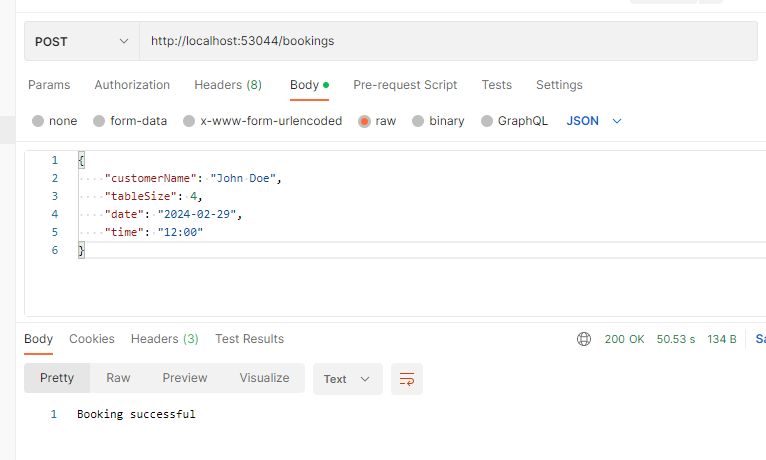 POST http://localhost:53044/bookings
Params Authorization Headers (8) Body Pre-request Script Tests Settings
none form-data x-www-form-urlencoded raw binary GraphQL JSON
1 {
2 "customerName": "John Doe",
3 "tableSize": 4,
4 "date": "2024-02-29",
5 "time": "12:00"
6 }
Body Cookies Headers (3) Test Results 200 OK 50.53 s 134 B Sa
Pretty Raw Preview Visualize Text
1 Booking successful